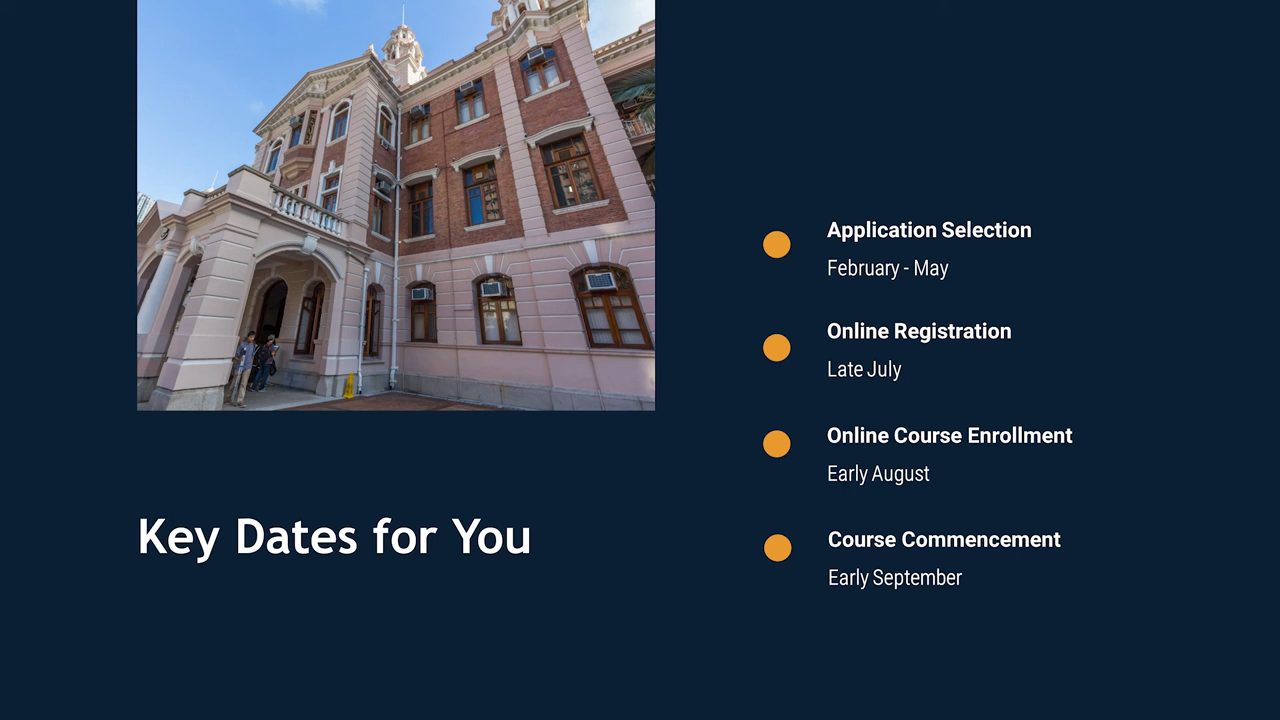 Key Dates for You
Application Selection
February - May
Online Registration
Late July
Online Course Enrollment
Early August
Course Commencement
Early September